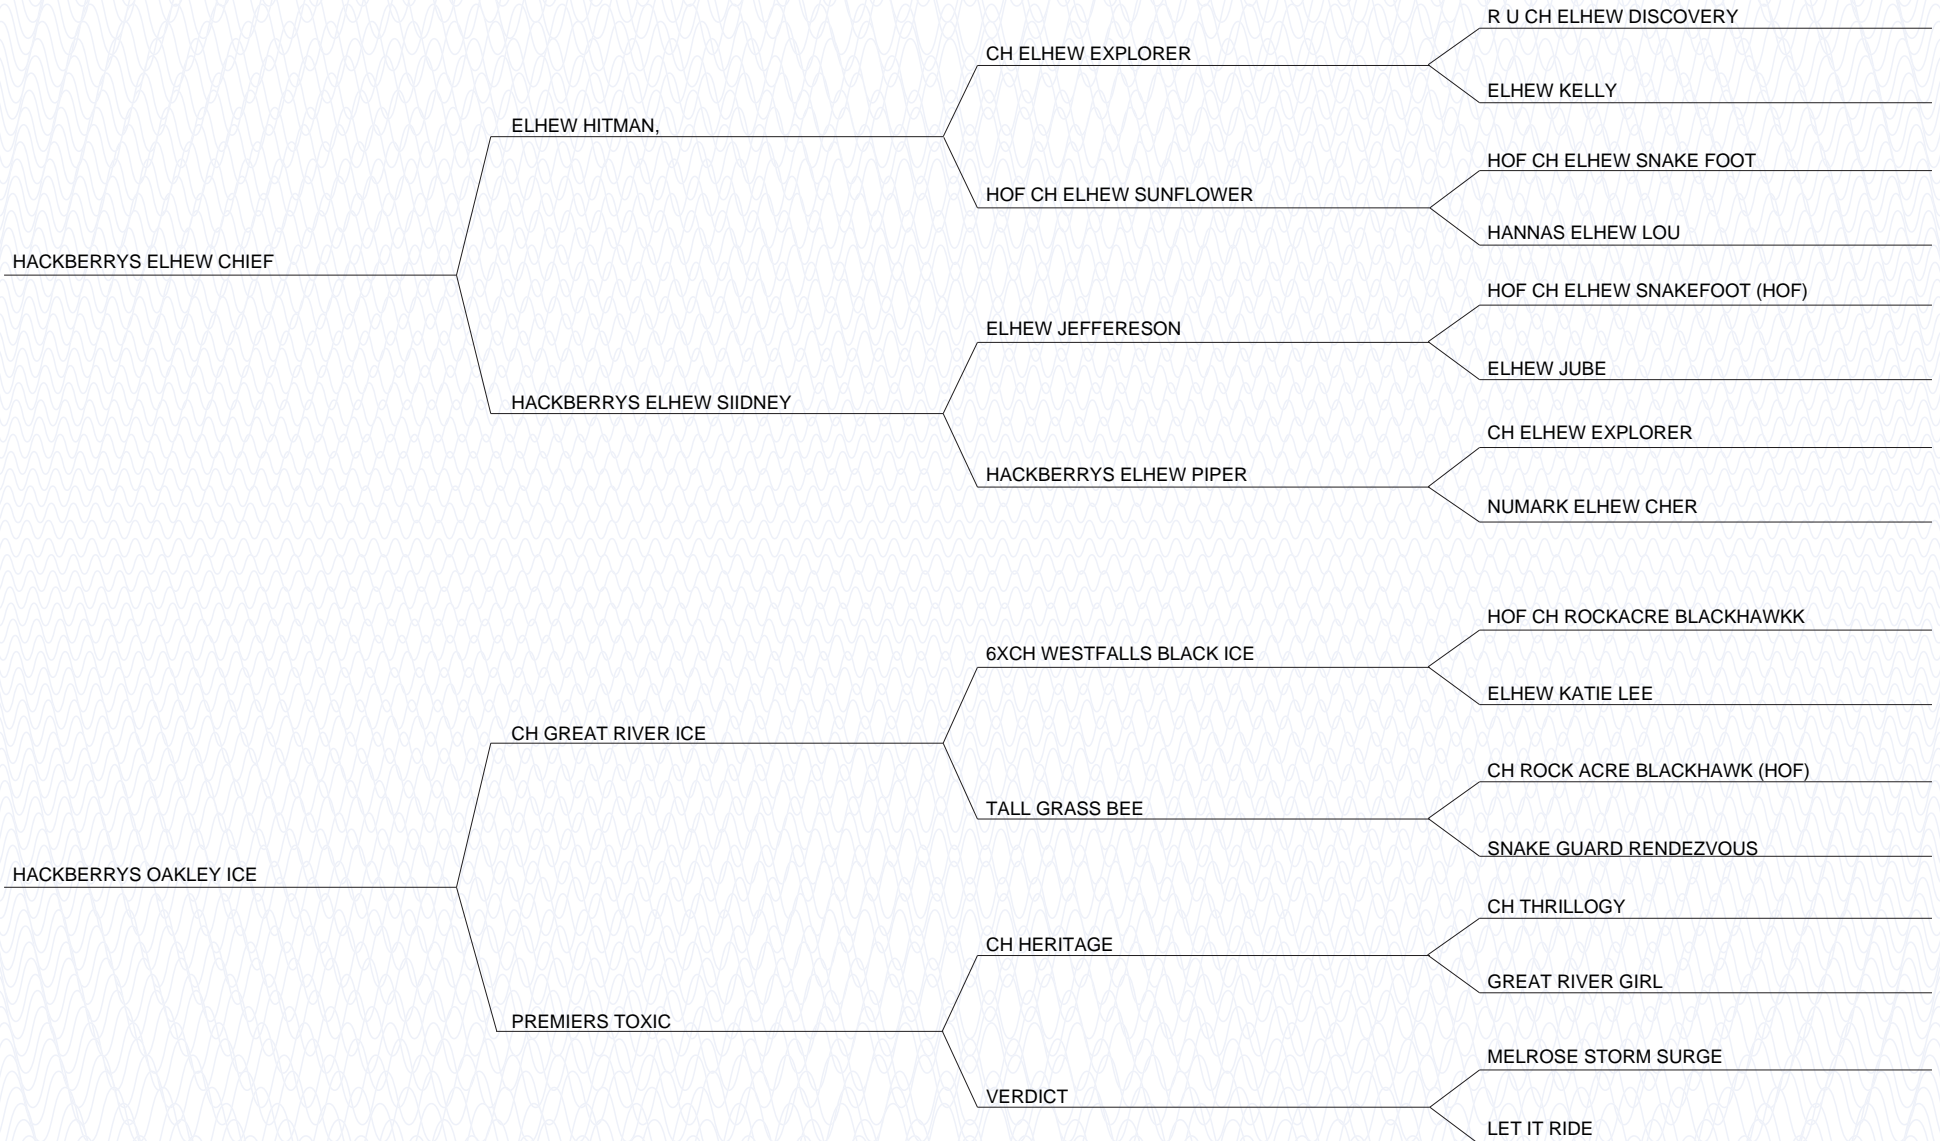 R U CH ELHEW DISCOVERY
CH ELHEW EXPLORER
ELHEW KELLY
ELHEW HITMAN,
HOF CH ELHEW SNAKE FOOT
HOF CH ELHEW SUNFLOWER
HANNAS ELHEW LOU
HACKBERRYS ELHEW CHIEF
HOF CH ELHEW SNAKEFOOT (HOF)
ELHEW JEFFERESON
ELHEW JUBE
HACKBERRYS ELHEW SIIDNEY
CH ELHEW EXPLORER
HACKBERRYS ELHEW PIPER
NUMARK ELHEW CHER
HOF CH ROCKACRE BLACKHAWKK
6XCH WESTFALLS BLACK ICE
ELHEW KATIE LEE
CH GREAT RIVER ICE
CH ROCK ACRE BLACKHAWK (HOF)
TALL GRASS BEE
SNAKE GUARD RENDEZVOUS
HACKBERRYS OAKLEY ICE
CH THRILLOGY
CH HERITAGE
GREAT RIVER GIRL
PREMIERS TOXIC
MELROSE STORM SURGE
VERDICT
LET IT RIDE